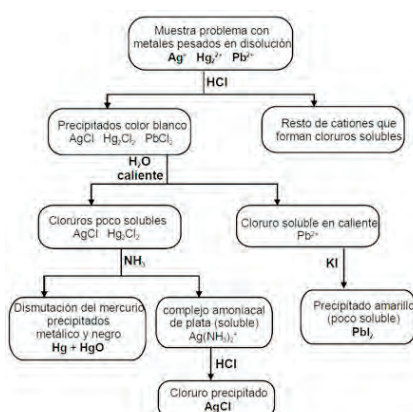 Muestra problema con
metales pesados en disolución
Ag⁺ Hg₂²⁺ Pb²⁺
HCl
Precipitados color blanco
AgCl Hg₂Cl₂ PbCl₂
Resto de cationes que
forman cloruros solubles
H₂O
caliente
Cloruros poco solubles
AgCl Hg₂Cl₂
Cloruro soluble en caliente
Pb²⁺
NH₃
KI
Dismutación del mercurio
precipitados
metálico y negro
Hg + HgO
complejo amoniacal
de plata (soluble)
Ag(NH₃)₂⁺
Precipitado amarillo
(poco soluble)
PbI₂
HCl
Cloruro precipitado
AgCl